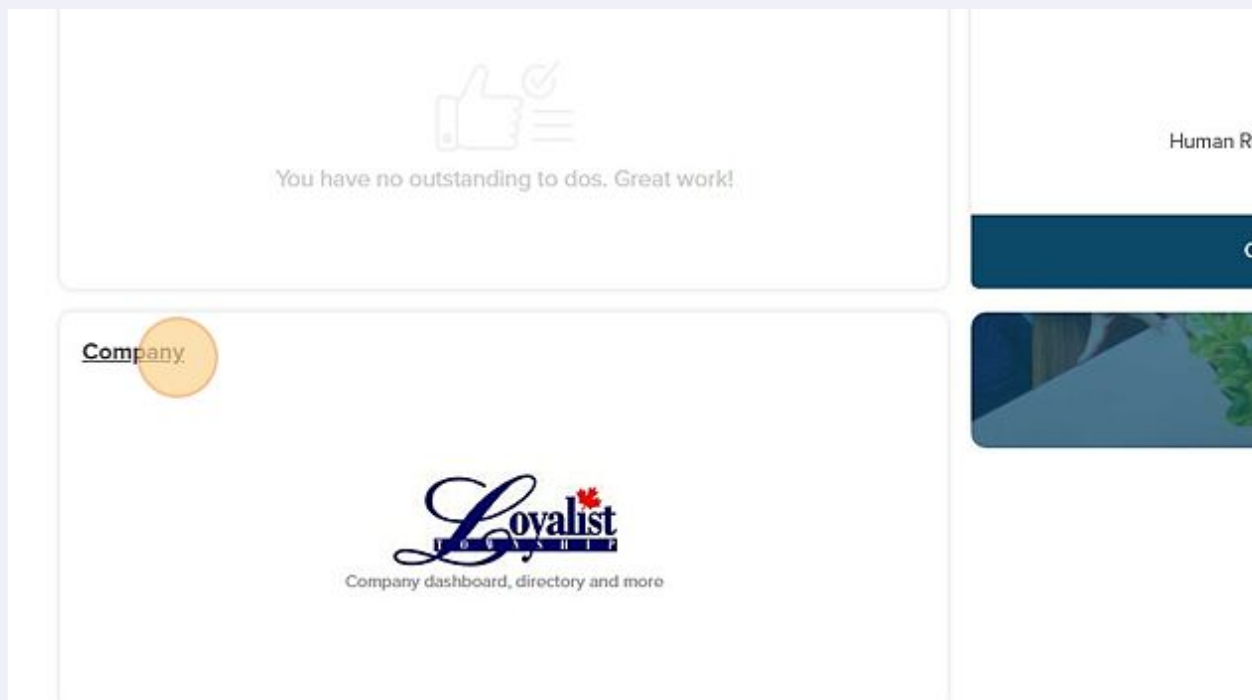 You have no outstanding to dos. Great work!
Human R
Company
Loyalist
TOWNSHIP
Company dashboard, directory and more